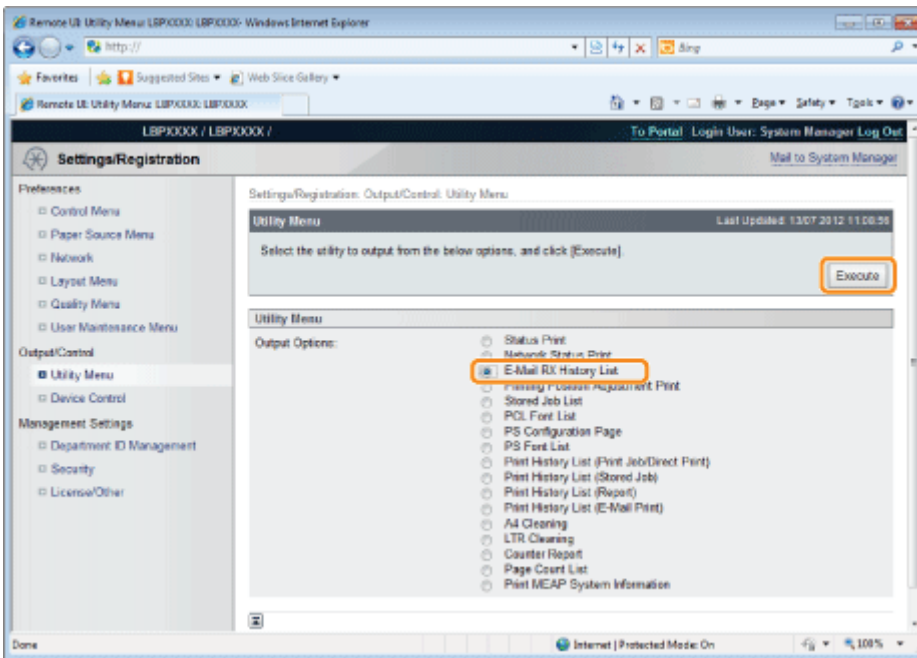 Remote UI: Utility Menu: LBPXXXX: LBPXXXX- Windows Internet Explorer
http://
Bing
Favorites Suggested Sites Web Slice Gallery
Remote UI: Utility Menu: LBPXXXX: LBPXXXX
Page Safety Tools
LBPXXXX / LBPXXXX /
To Portal Login User: System Manager Log Out
Settings/Registration
Mail to System Manager
Preferences
Control Menu
Paper Source Menu
Network
Layout Menu
Quality Menu
User Maintenance Menu
Output/Control
Utility Menu
Device Control
Management Settings
Department ID Management
Security
License/Other
Settings/Registration: Output/Control: Utility Menu
Utility Menu
Last Updated: 13/07 2012 11:08:56
Select the utility to output from the below options, and click [Execute].
Execute
Utility Menu
Output Options:
Status Print
Network Status Print
E-Mail RX History List
Printing Position Adjustment Print
Stored Job List
PCL Font List
PS Configuration Page
PS Font List
Print History List (Print Job/Direct Print)
Print History List (Stored Job)
Print History List (Report)
Print History List (E-Mail Print)
A4 Cleaning
LTR Cleaning
Counter Report
Page Count List
Print MEAP System Information
Done
Internet | Protected Mode: On
100%